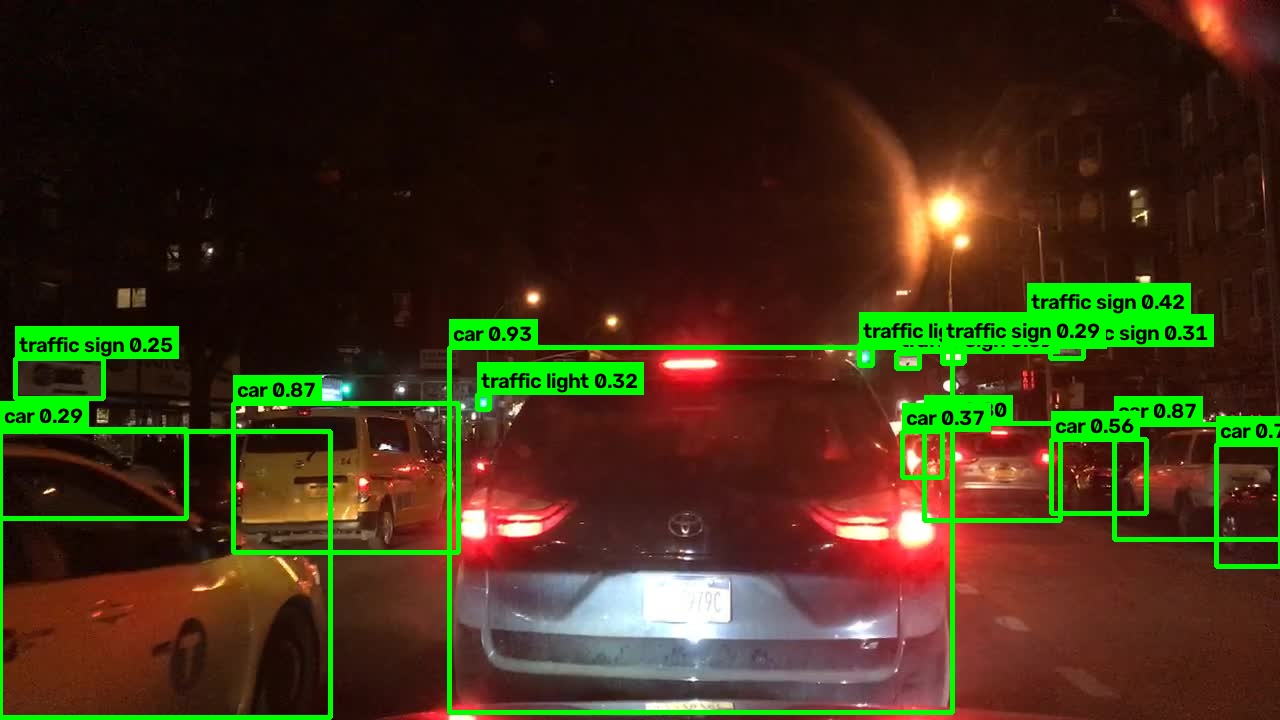 traffic sign 0.42
traffic sign 0.29
c sign 0.31
traffic sign 0.25
car 0.93
traffic light 0.32
car 0.87
car 0.29
car 0.37
car 0.87
car 0.56
car 0.7
979C
T